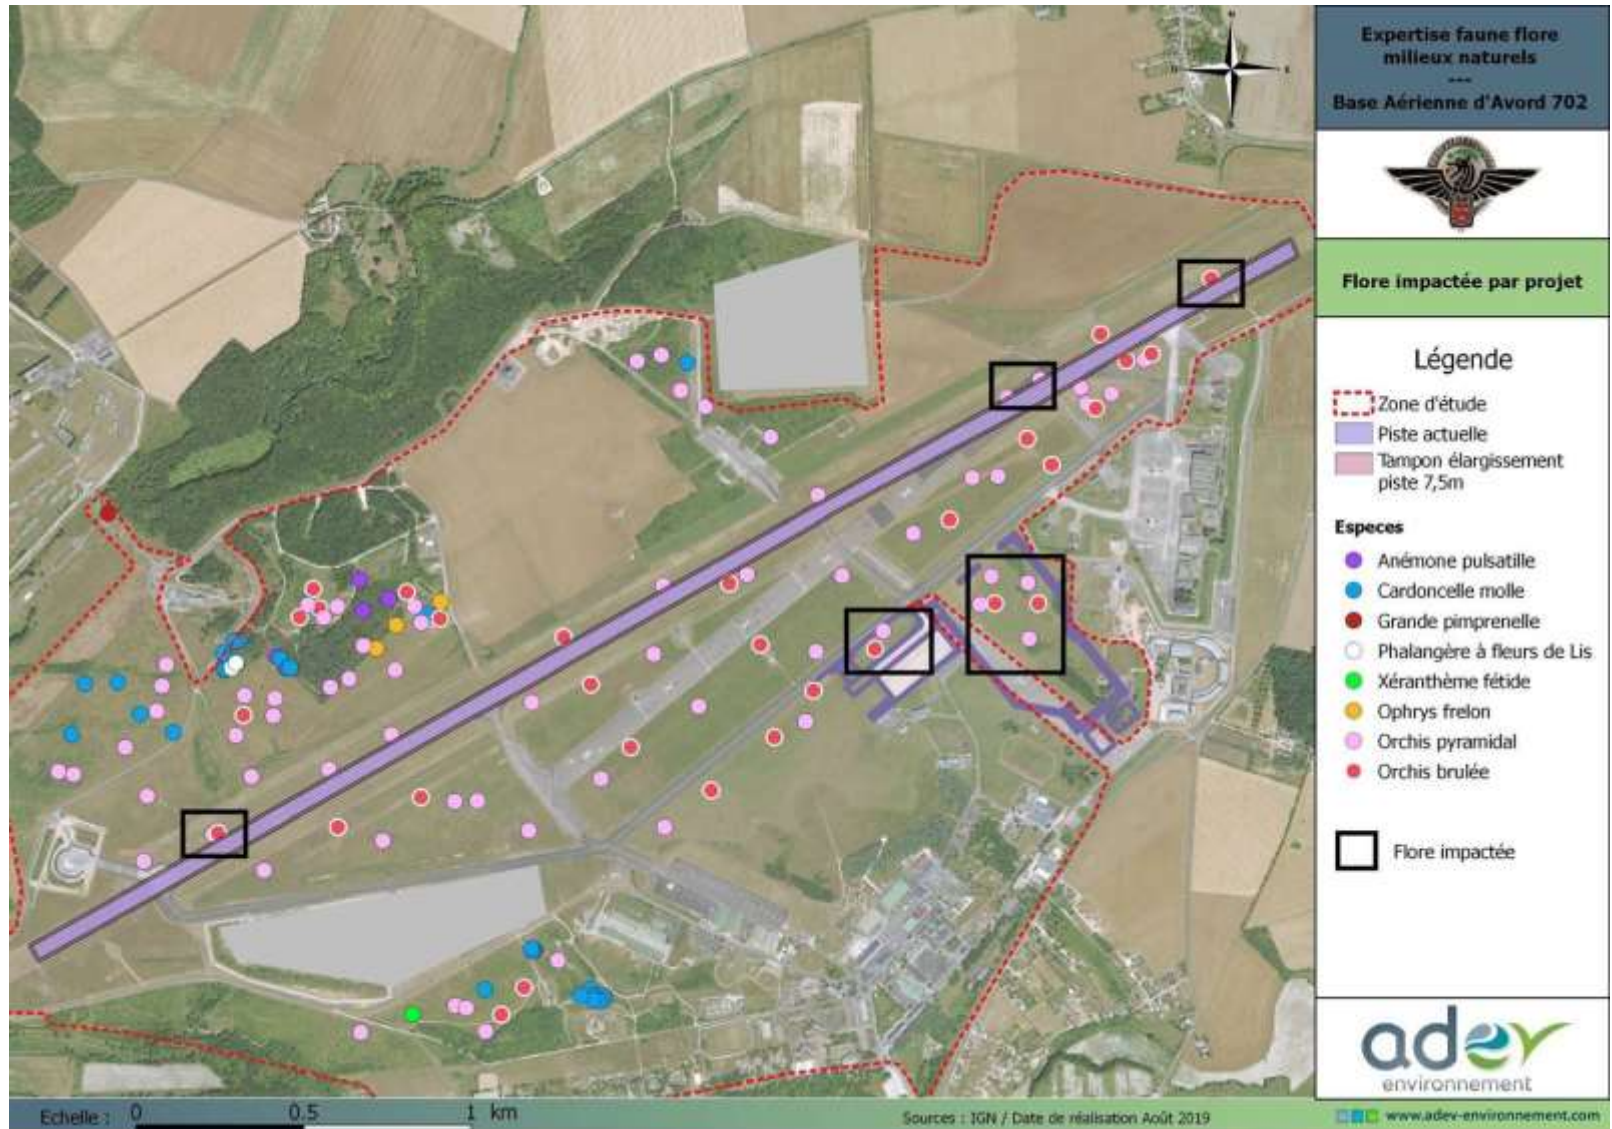 Expertise faune flore
milieux naturels
---
Base Aérienne d'Avord 702
Flore impactée par projet
Légende
Zone d'étude
Piste actuelle
Tampon élargissement
piste 7,5m
Especes
Anémone pulsatille
Cardoncelle molle
Grande pimprenelle
Phalangère à fleurs de Lis
Xéranthème fétide
Ophrys frelon
Orchis pyramidal
Orchis brulée
Flore impactée
adev
environnement
Echelle : 0 0.5 1 km
Sources : IGN / Date de réalisation Août 2019
www.adev-environnement.com